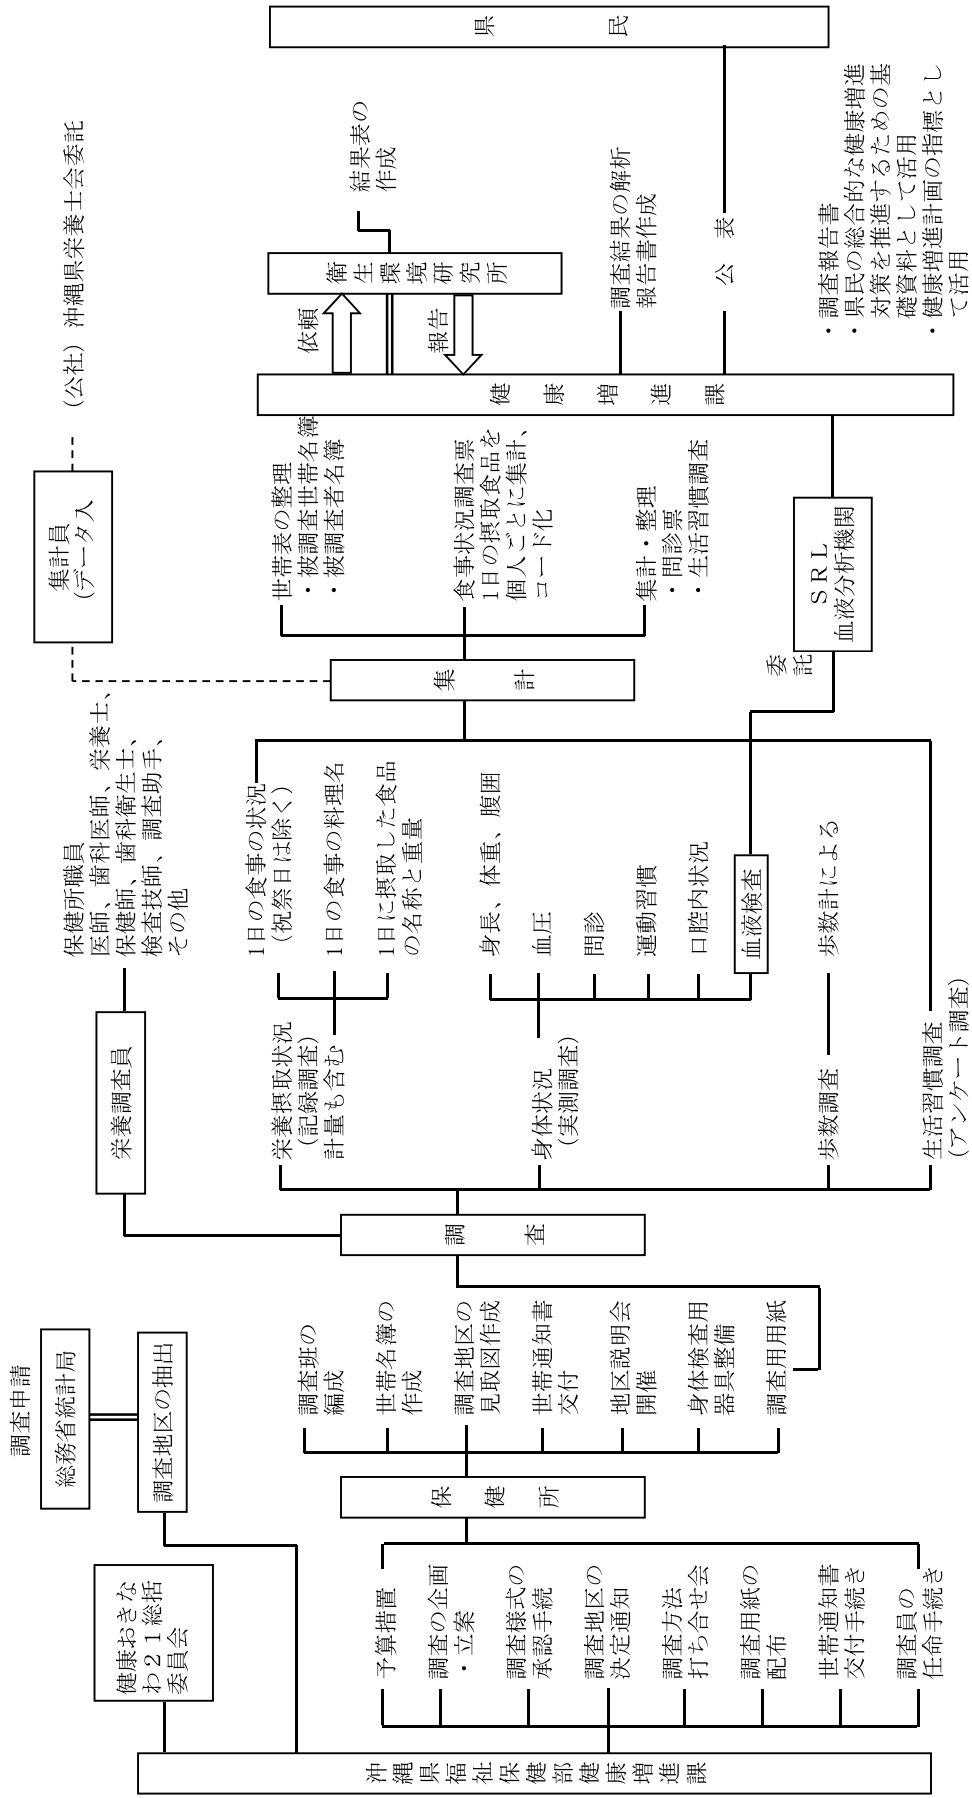 沖縄県福祉保健部健康増進課
健康おきな
わ２１総括
委員会
調査申請
総務省統計局
調査地区の抽出
予算措置
調査の企画
・立案
調査様式の
承認手続
調査地区の
決定通知
調査方法
打ち合せ会
調査用紙の
配布
世帯通知書
交付手続き
調査員の
任命手続き
保健所
調査班の
編成
世帯名簿の
作成
調査地区の
見取図作成
世帯通知書
交付
地区説明会
開催
身体検査用
器具整備
調査用用紙
調査
栄養調査員
保健所職員
医師、歯科医師、栄養士、
保健師、歯科衛生士、
検査技師、調査助手、
その他
栄養摂取状況
（記録調査）
計量も含む
1日の食事の状況
（祝祭日は除く）
1日の食事の料理名
1日に摂取した食品
の名称と重量
身体状況
（実測調査）
身長、体重、腹囲
血圧
問診
運動習慣
口腔内状況
血液検査
歩数調査
歩数計による
生活習慣調査
（アンケート調査）
集計
集計員
（データ入
（公社）沖縄県栄養士会委託
世帯表の整理
・被調査世帯名簿
・被調査者名簿
食事状況調査票
1日の摂取食品を
個人ごとに集計、
コード化
集計・整理
・問診票
・生活習慣調査
委
託
ＳＲＬ
血液分析機関
健康増進課
依頼
報告
衛生環境研究所
結果表の
作成
調査結果の解析
報告書作成
公表
県民
・調査報告書
・県民の総合的な健康増進
対策を推進するための基
礎資料として活用
・健康増進計画の指標とし
て活用